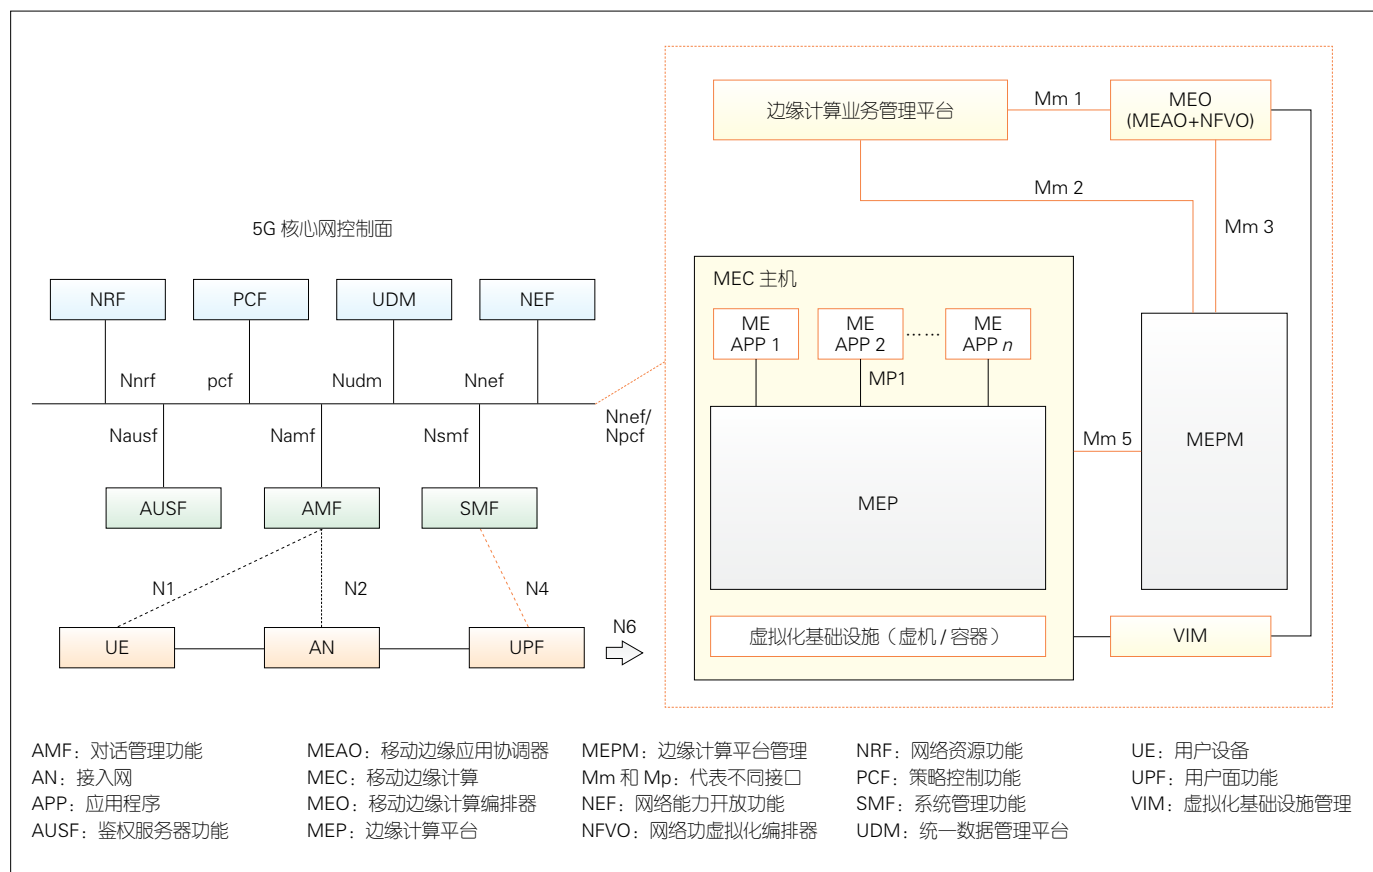 边缘计算业务管理平台
Mm 1
MEO
(MEAO+NFVO)
Mm 2
Mm 3
5G 核心网控制面
NRF
PCF
UDM
NEF
Nnrf
pcf
Nudm
Nnef
Nnef/
Npcf
Nausf
Namf
Nsmf
AUSF
AMF
SMF
N1
N2
N4
N6
UE
AN
UPF
MEC 主机
ME
APP 1
ME
APP 2
……
ME
APP n
MP1
MEP
Mm 5
MEPM
虚拟化基础设施（虚机 / 容器）
VIM
AMF：对话管理功能
AN：接入网
APP：应用程序
AUSF：鉴权服务器功能
MEAO：移动边缘应用协调器
MEC：移动边缘计算
MEO：移动边缘计算编排器
MEP：边缘计算平台
MEPM：边缘计算平台管理
Mm 和 Mp：代表不同接口
NEF：网络能力开放功能
NFVO：网络功虚拟化编排器
NRF：网络资源功能
PCF：策略控制功能
SMF：系统管理功能
UDM：统一数据管理平台
UE：用户设备
UPF：用户面功能
VIM：虚拟化基础设施管理